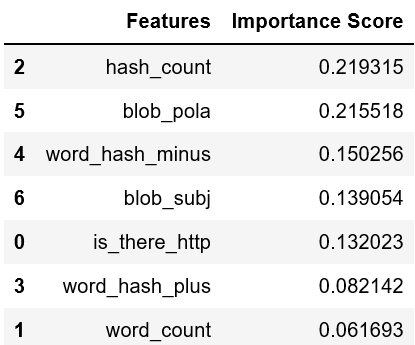 Features Importance Score
2 hash_count 0.219315
5 blob_pola 0.215518
4 word_hash_minus 0.150256
6 blob_subj 0.139054
0 is_there_http 0.132023
3 word_hash_plus 0.082142
1 word_count 0.061693